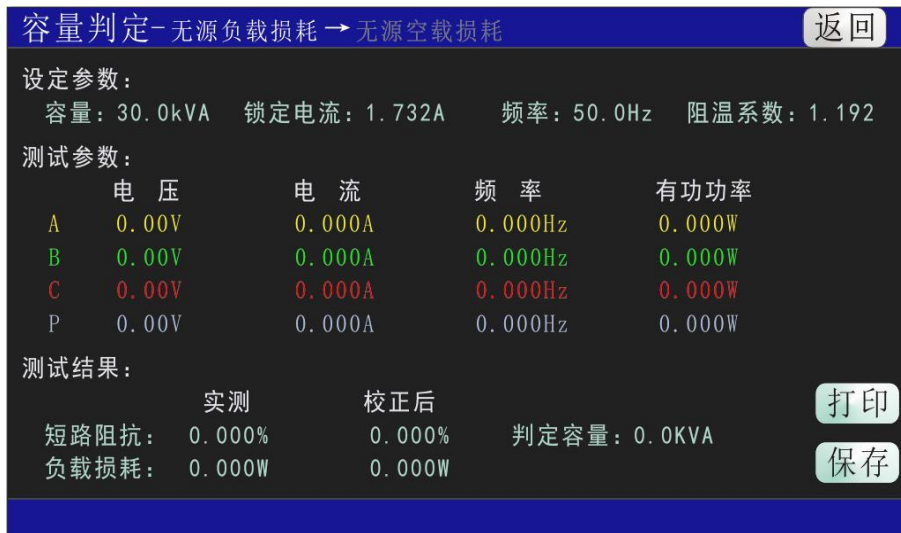 容量判定-无源负载损耗→无源空载损耗 返回
设定参数：
容量：30.0kVA 锁定电流：1.732A 频率：50.0Hz 阻温系数：1.192
测试参数：
电 压 电 流 频 率 有功功率
A 0.00V 0.000A 0.000Hz 0.000W
B 0.00V 0.000A 0.000Hz 0.000W
C 0.00V 0.000A 0.000Hz 0.000W
P 0.00V 0.000A 0.000Hz 0.000W
测试结果：
实测 校正后 打印
短路阻抗： 0.000% 0.000% 判定容量：0.0KVA
负载损耗： 0.000W 0.000W 保存